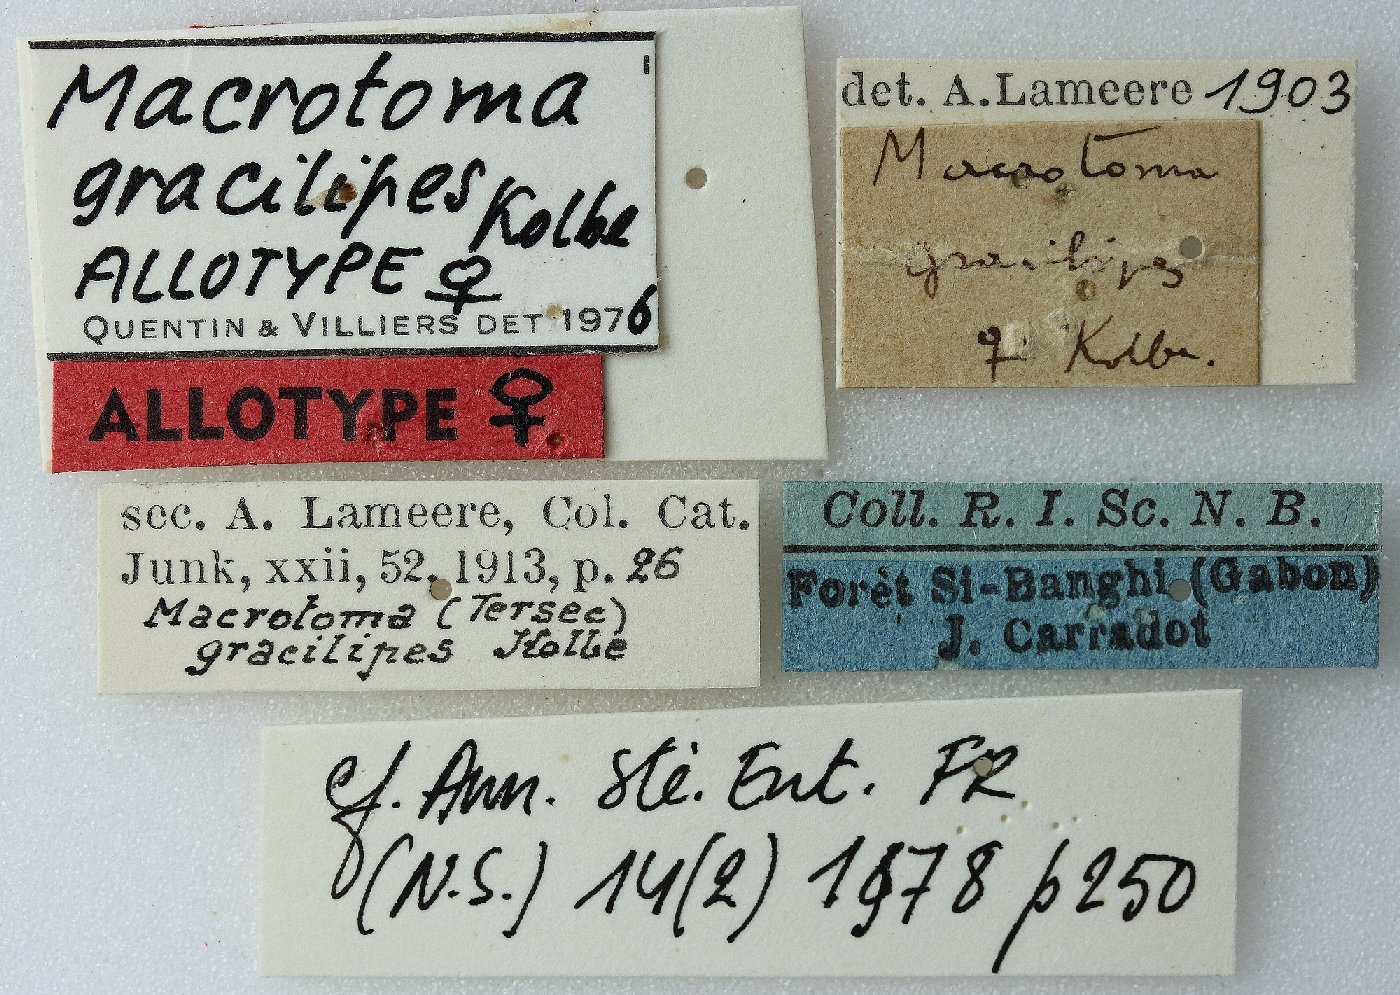 Macrotoma
gracilipes Kolbe
ALLOTYPE ♀
QUENTIN & VILLIERS DET 1976
ALLOTYPE ♀
det. A. Lameere 1903
Macrotoma
gracilipes
♀ Kolbe.
sec. A. Lameere, Col. Cat.
Junk, xxii, 52. 1913, p. 26
Macrotoma (Tersec)
gracilipes Kolbe
Coll. R. I. Sc. N. B.
Forêt Si-Banghi (Gabon)
J. Carradot
cf. Ann. Sté. Ent. FR
(N.S.) 14(2) 1978 p250